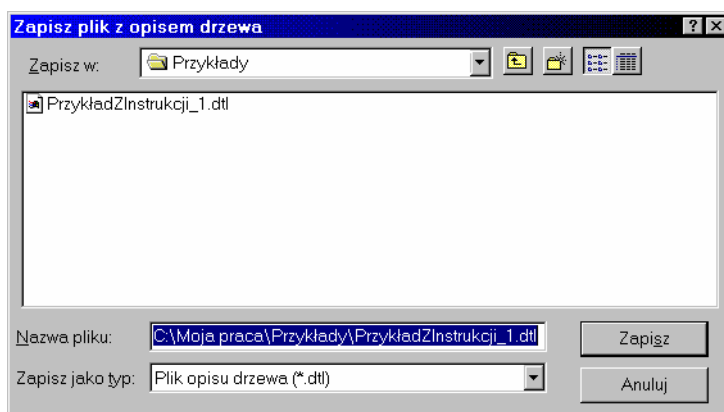 Zapisz plik z opisem drzewa
Zapisz w: Przykłady
PrzykładZInstrukcji_1.dtl
Nazwa pliku: C:\Moja praca\Przykłady\PrzykładZInstrukcji_1.dtl Zapisz
Zapisz jako typ: Plik opisu drzewa (*.dtl) Anuluj